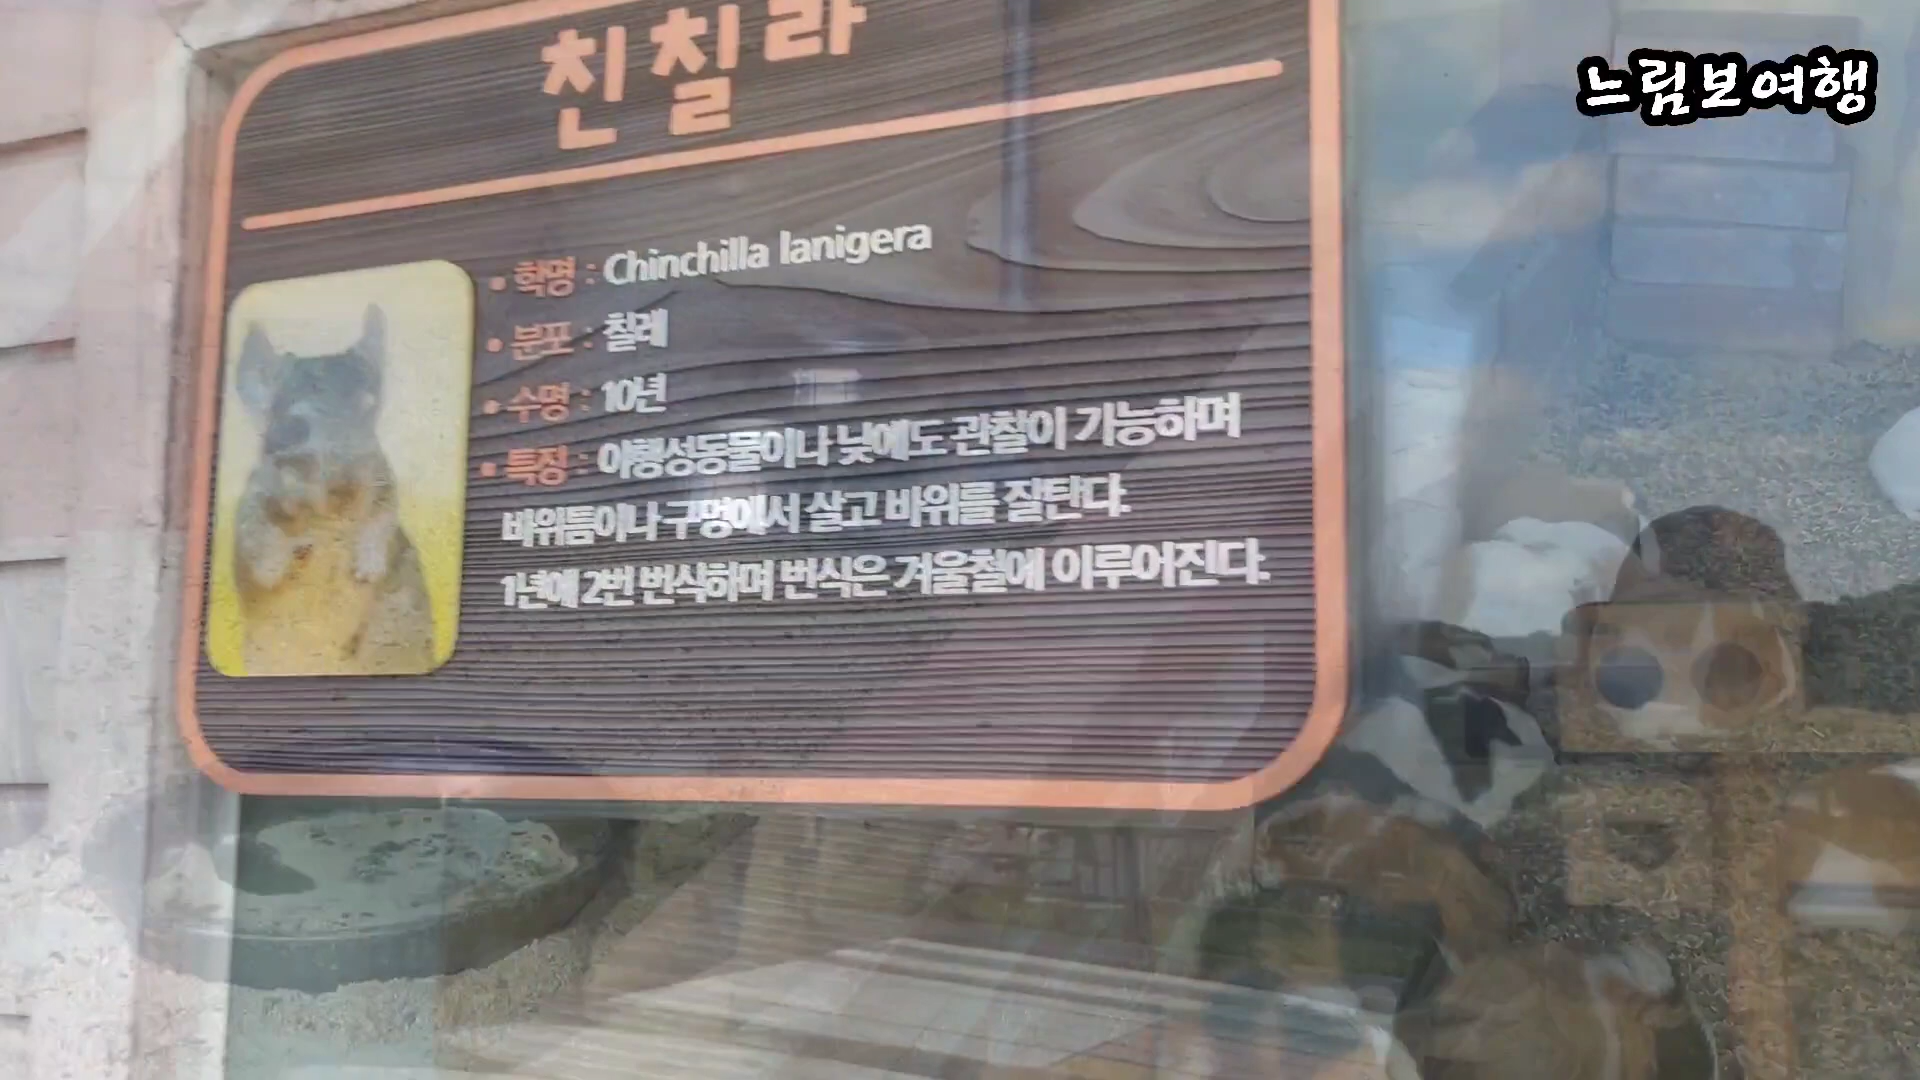 친칠라
느림보여행
• 학명 : Chinchilla lanigera
• 분포 : 칠레
• 수명 : 10년
• 특징 : 야행성동물이나 낮에도 관찰이 가능하며
바위틈이나 구멍에서 살고 바위를 잘탄다.
1년에 2번 번식하며 번식은 겨울철에 이루어진다.